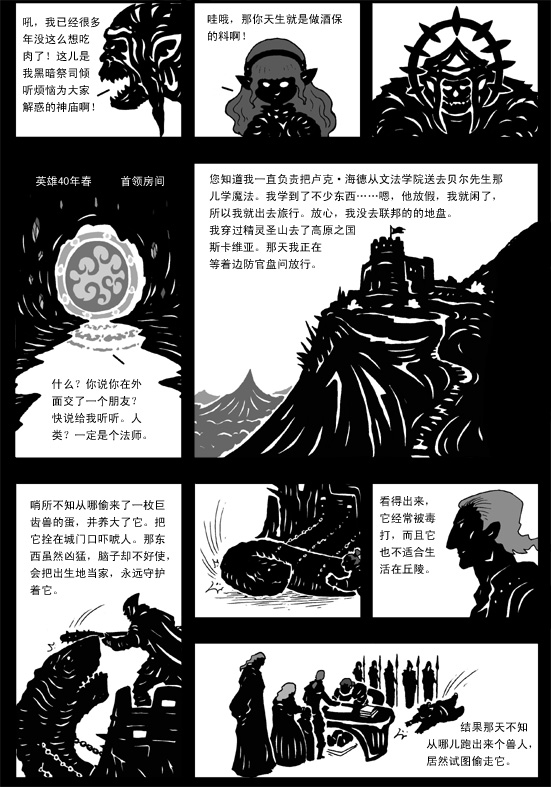 吼，我已经很多
年没这么想吃
肉了！这儿是
我黑暗祭司倾
听烦恼为大家
解惑的神庙啊！
哇哦，那你天生就是做酒保
的料啊！
英雄40年春 首领房间
什么？你说你在外
面交了一个朋友？
快说给我听听。人
类？一定是个法师。
您知道我一直负责把卢克·海德从文法学院送去贝尔先生那
儿学魔法。我学到了不少东西……嗯，他放假，我就闲了，
所以我就出去旅行。放心，我没去联邦的的地盘。
我穿过精灵圣山去了高原之国
斯卡维亚。那天我正在
等着边防官盘问放行。
哨所不知从哪偷来了一枚巨
齿兽的蛋，并养大了它。把
它拴在城门口吓唬人。那东
西虽然凶猛，脑子却不好使，
会把出生地当家，永远守护
着它。
看得出来，
它经常被毒
打，而且它
也不适合生
活在丘陵。
结果那天不知
从哪儿跑出来个兽人，
居然试图偷走它。